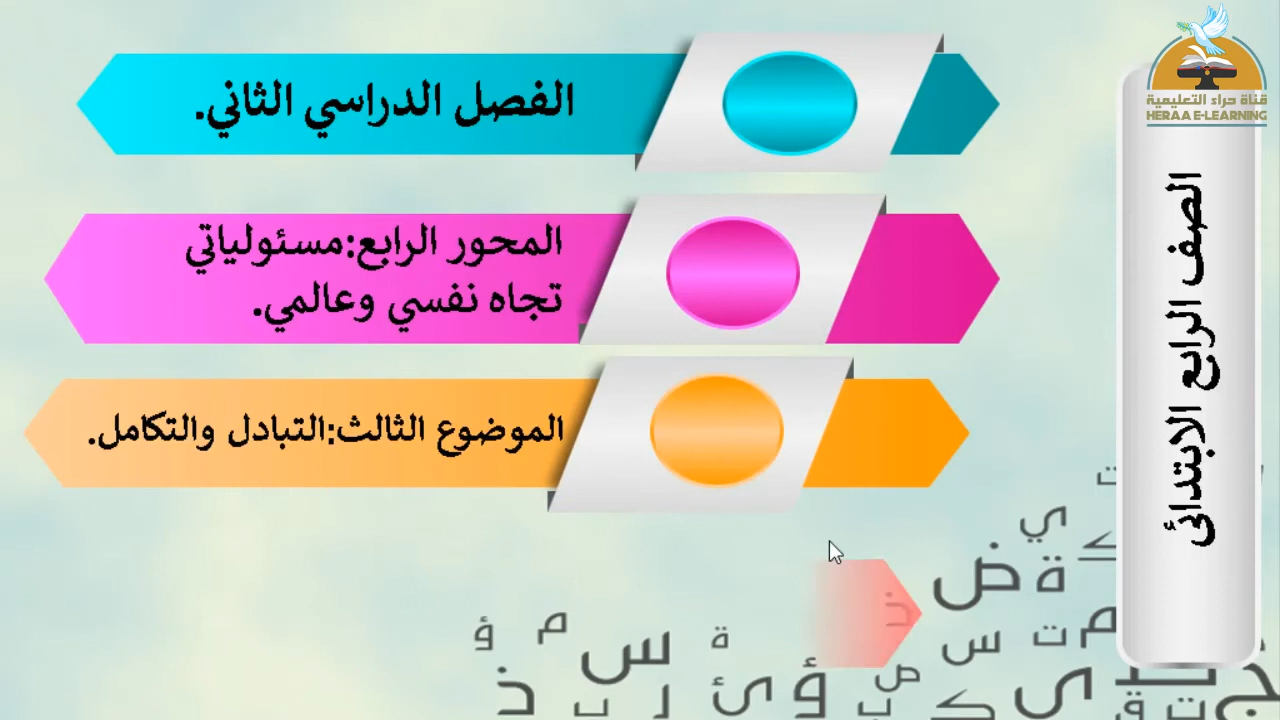 قناة حراء التعليمية
HERAA E-LEARNING
الصف الرابع الابتدائي
الفصل الدراسي الثاني.
المحور الرابع:مسئولياتي
تجاه نفسي وعالمي.
الموضوع الثالث:التبادل والتكامل.